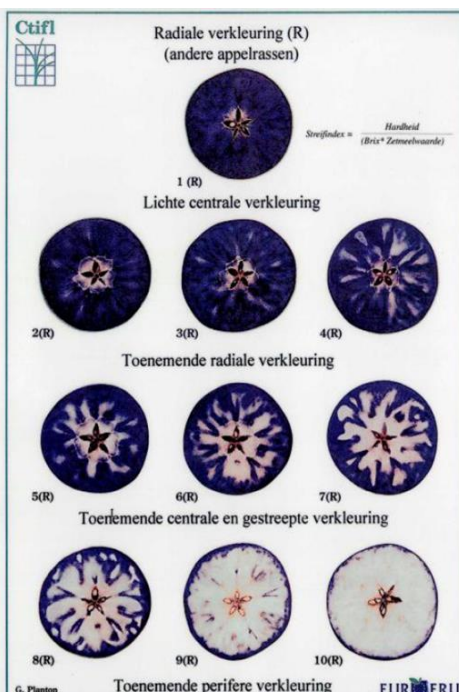 Ctifl
Radiale verkleuring (R)
(andere appelrassen)
Streifindex = Hardheid
(Brix* Zetmeelwaarde)
1 (R)
Lichte centrale verkleuring
2(R)
3(R)
4(R)
Toenemende radiale verkleuring
5(R)
6(R)
7(R)
Toenemende centrale en gestreepte verkleuring
8(R)
9(R)
10(R)
Toenemende perifere verkleuring
G. Planton